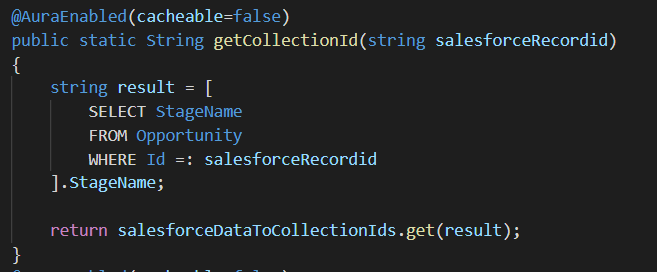 @AuraEnabled(cacheable=false)
public static String getCollectionId(string salesforceRecordid)
{
string result = [
SELECT StageName
FROM Opportunity
WHERE Id =: salesforceRecordid
].StageName;
return salesforceDataToCollectionIds.get(result);
}